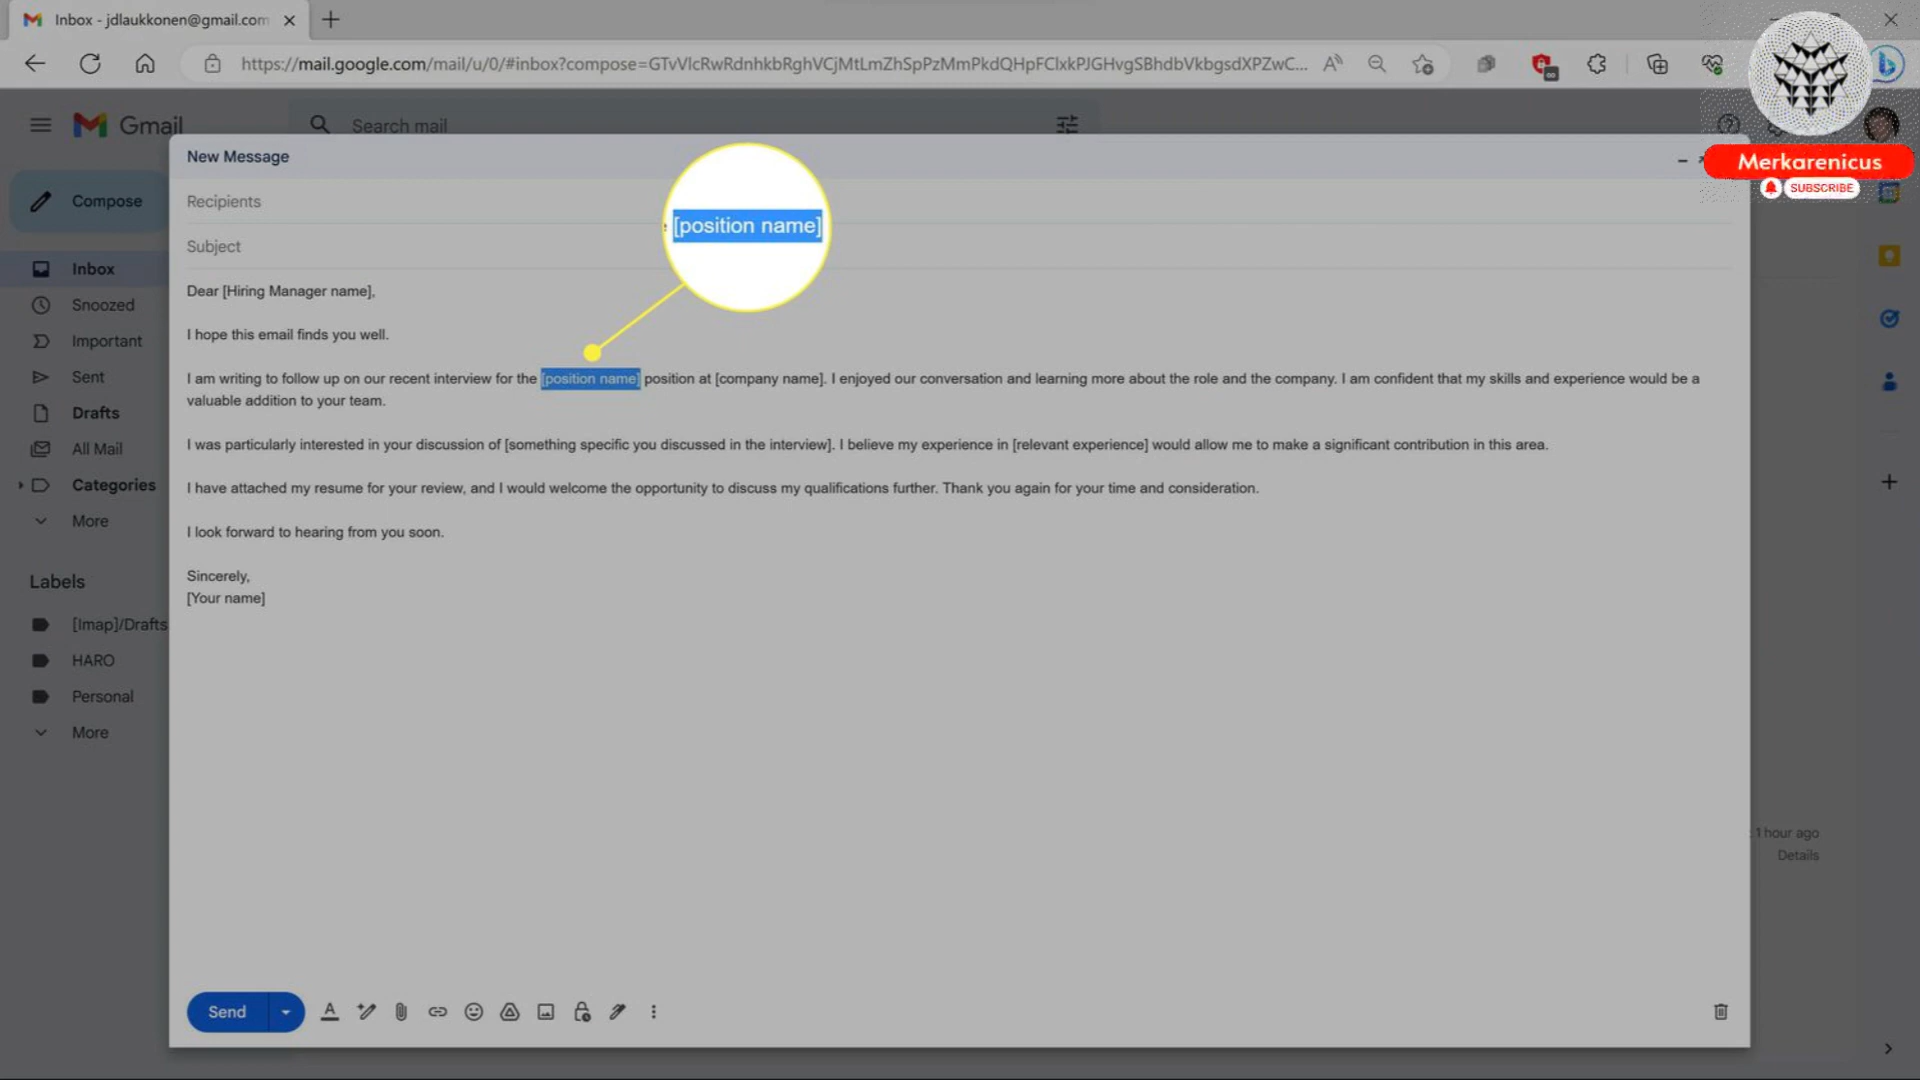 Inbox - jdlaukkonen@gmail.com
https://mail.google.com/mail/u/0/#inbox?compose=GTvVlcRwRdnhkbRghVCjMtLmZhSpPzMmPkdQHpFClxkPJGHvgSBhdbVkbgsdXPZwC...
Gmail
Search mail
Merkarenicus
SUBSCRIBE
New Message
Compose
Recipients
[position name]
Subject
Inbox
Snoozed
Important
Sent
Drafts
All Mail
Categories
More
Labels
[Imap]/Drafts
HARO
Personal
More
Dear [Hiring Manager name],
I hope this email finds you well.
I am writing to follow up on our recent interview for the [position name] position at [company name]. I enjoyed our conversation and learning more about the role and the company. I am confident that my skills and experience would be a
valuable addition to your team.
I was particularly interested in your discussion of [something specific you discussed in the interview]. I believe my experience in [relevant experience] would allow me to make a significant contribution in this area.
I have attached my resume for your review, and I would welcome the opportunity to discuss my qualifications further. Thank you again for your time and consideration.
I look forward to hearing from you soon.
Sincerely,
[Your name]
1 hour ago
Details
Send